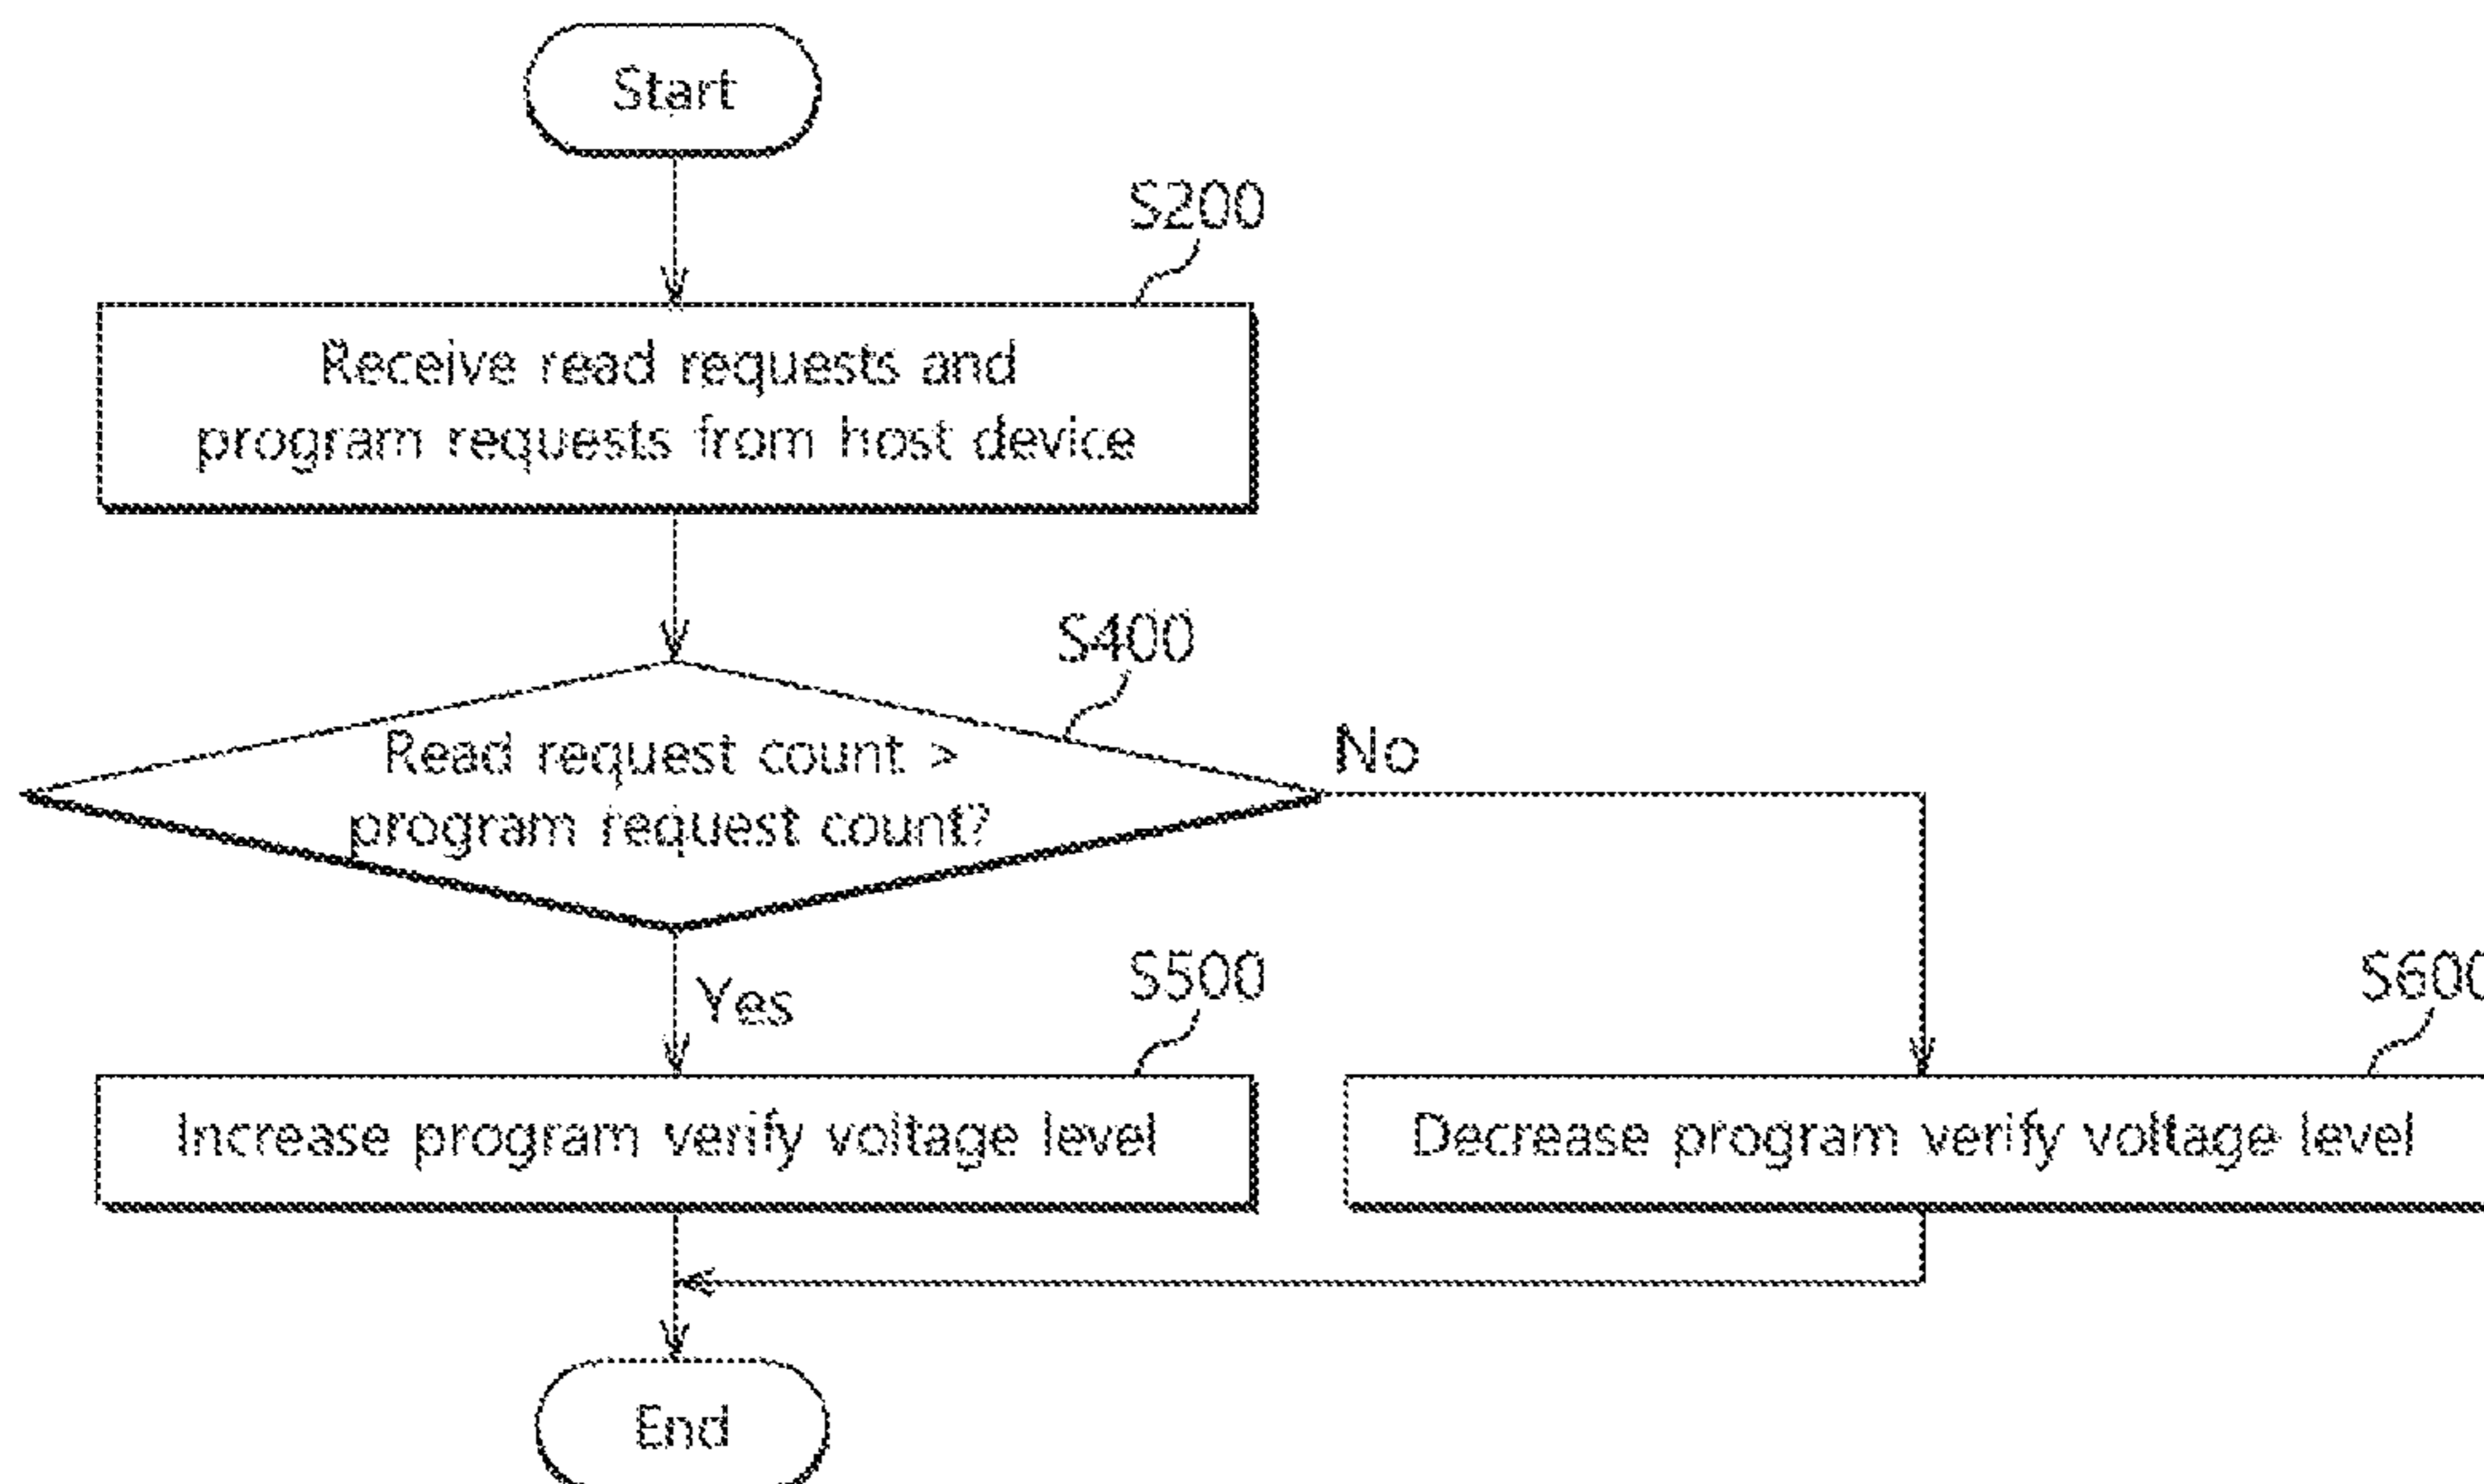 Start
S200
Receive read requests and
program requests from host device
S400
Read request count >
program request count?
No
Yes
S500
S600
Increase program verify voltage level
Decrease program verify voltage level
End